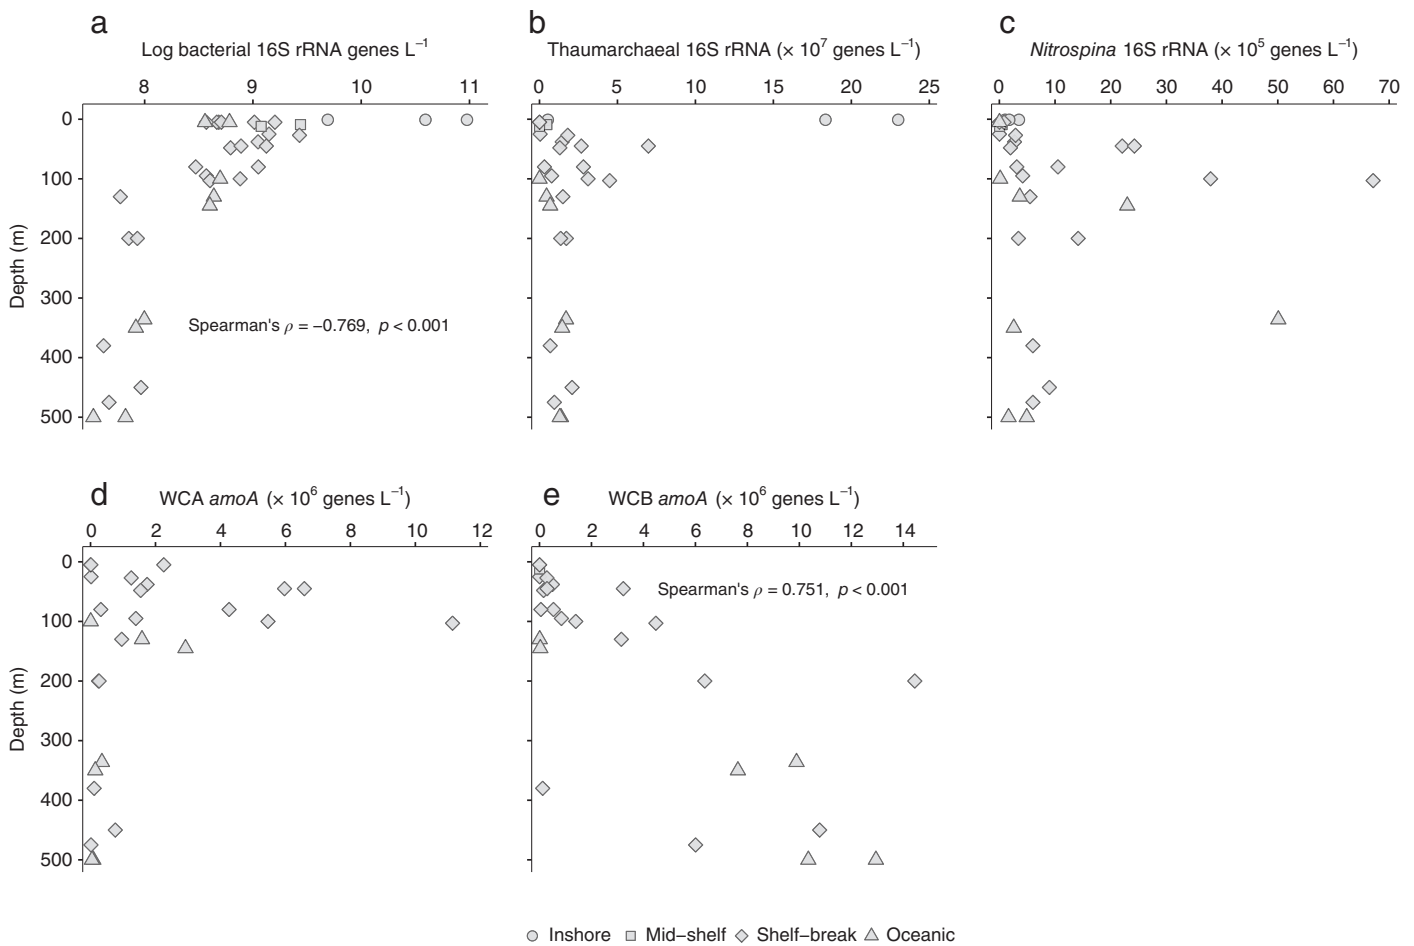 a
Log bacterial 16S rRNA genes L⁻¹
8 9 10 11
b
Thaumarchaeal 16S rRNA (× 10⁷ genes L⁻¹)
0 5 10 15 20 25
c
Nitrospina 16S rRNA (× 10⁵ genes L⁻¹)
0 10 20 30 40 50 60 70
Depth (m)
0
100
200
300
400
500
Spearman's ρ = −0.769, p < 0.001
d
WCA amoA (× 10⁶ genes L⁻¹)
0 2 4 6 8 10 12
e
WCB amoA (× 10⁶ genes L⁻¹)
0 2 4 6 8 10 12 14
Depth (m)
0
100
200
300
400
500
Spearman's ρ = 0.751, p < 0.001
Inshore Mid−shelf Shelf−break Oceanic